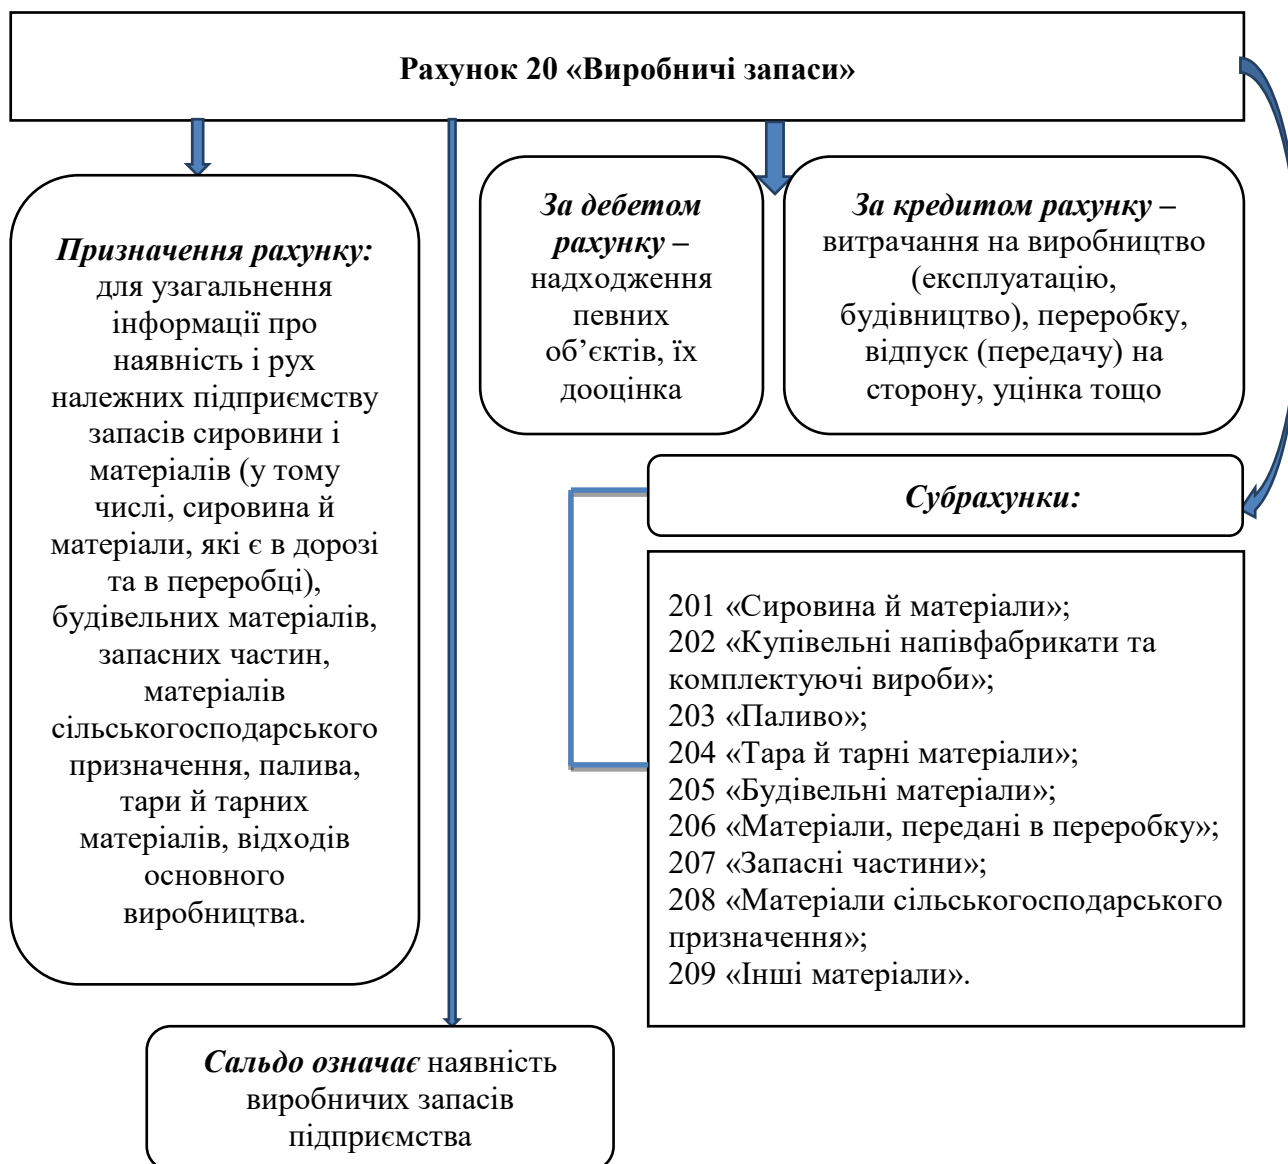 Рахунок 20 «Виробничі запаси»
Призначення рахунку:
для узагальнення
інформації про
наявність і рух
належних підприємству
запасів сировини і
матеріалів (у тому
числі, сировина й
матеріали, які є в дорозі
та в переробці),
будівельних матеріалів,
запасних частин,
матеріалів
сільськогосподарського
призначення, палива,
тари й тарних
матеріалів, відходів
основного
виробництва.
За дебетом
рахунку –
надходження
певних
об’єктів, їх
дооцінка
За кредитом рахунку –
витрачання на виробництво
(експлуатацію,
будівництво), переробку,
відпуск (передачу) на
сторону, уцінка тощо
Субрахунки:
201 «Сировина й матеріали»;
202 «Купівельні напівфабрикати та
комплектуючі вироби»;
203 «Паливо»;
204 «Тара й тарні матеріали»;
205 «Будівельні матеріали»;
206 «Матеріали, передані в переробку»;
207 «Запасні частини»;
208 «Матеріали сільськогосподарського
призначення»;
209 «Інші матеріали».
Сальдо означає наявність
виробничих запасів
підприємства